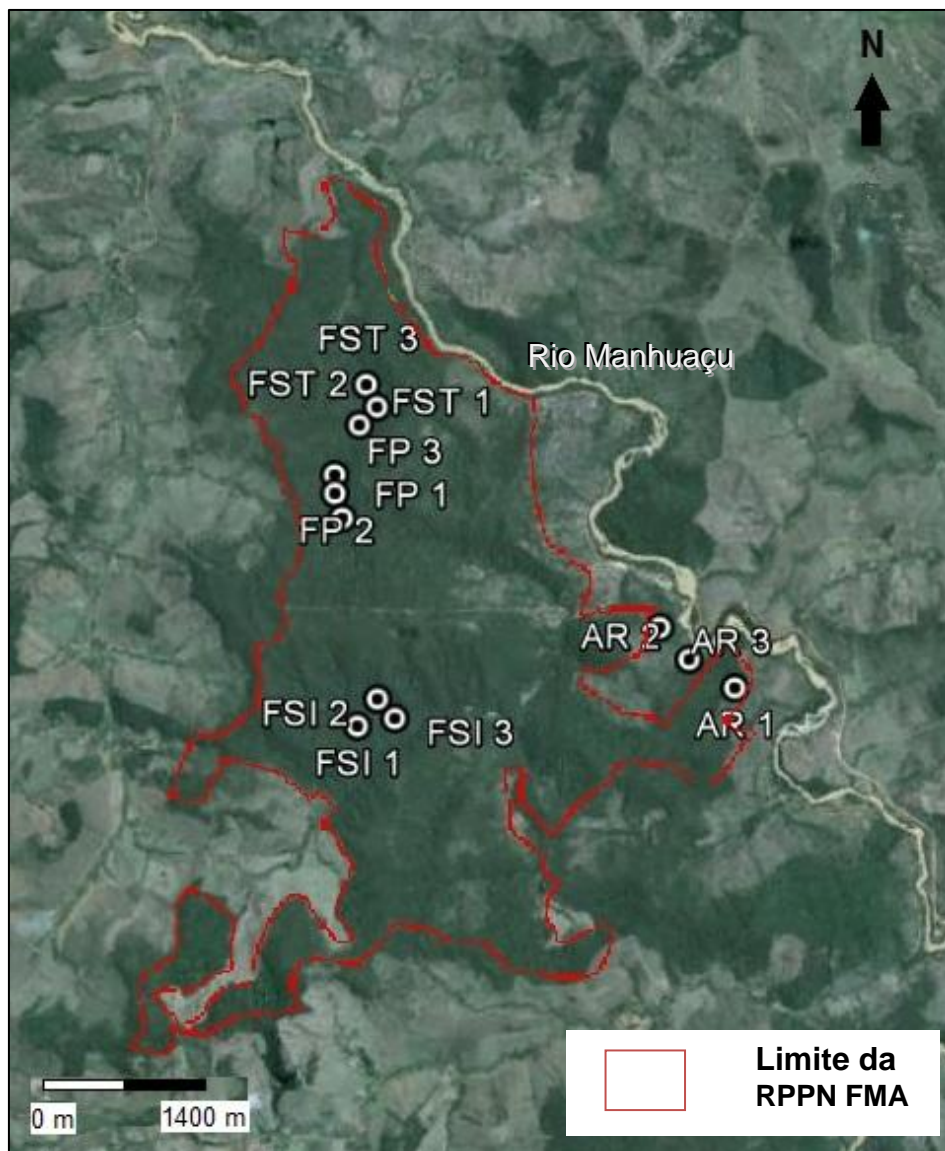 N
FST 3
Rio Manhuaçu
FST 2
FST 1
FP 3
FP 1
FP 2
AR 2
AR 3
FSI 2
AR 1
FSI 3
FSI 1
Limite da
RPPN FMA
0 m
1400 m